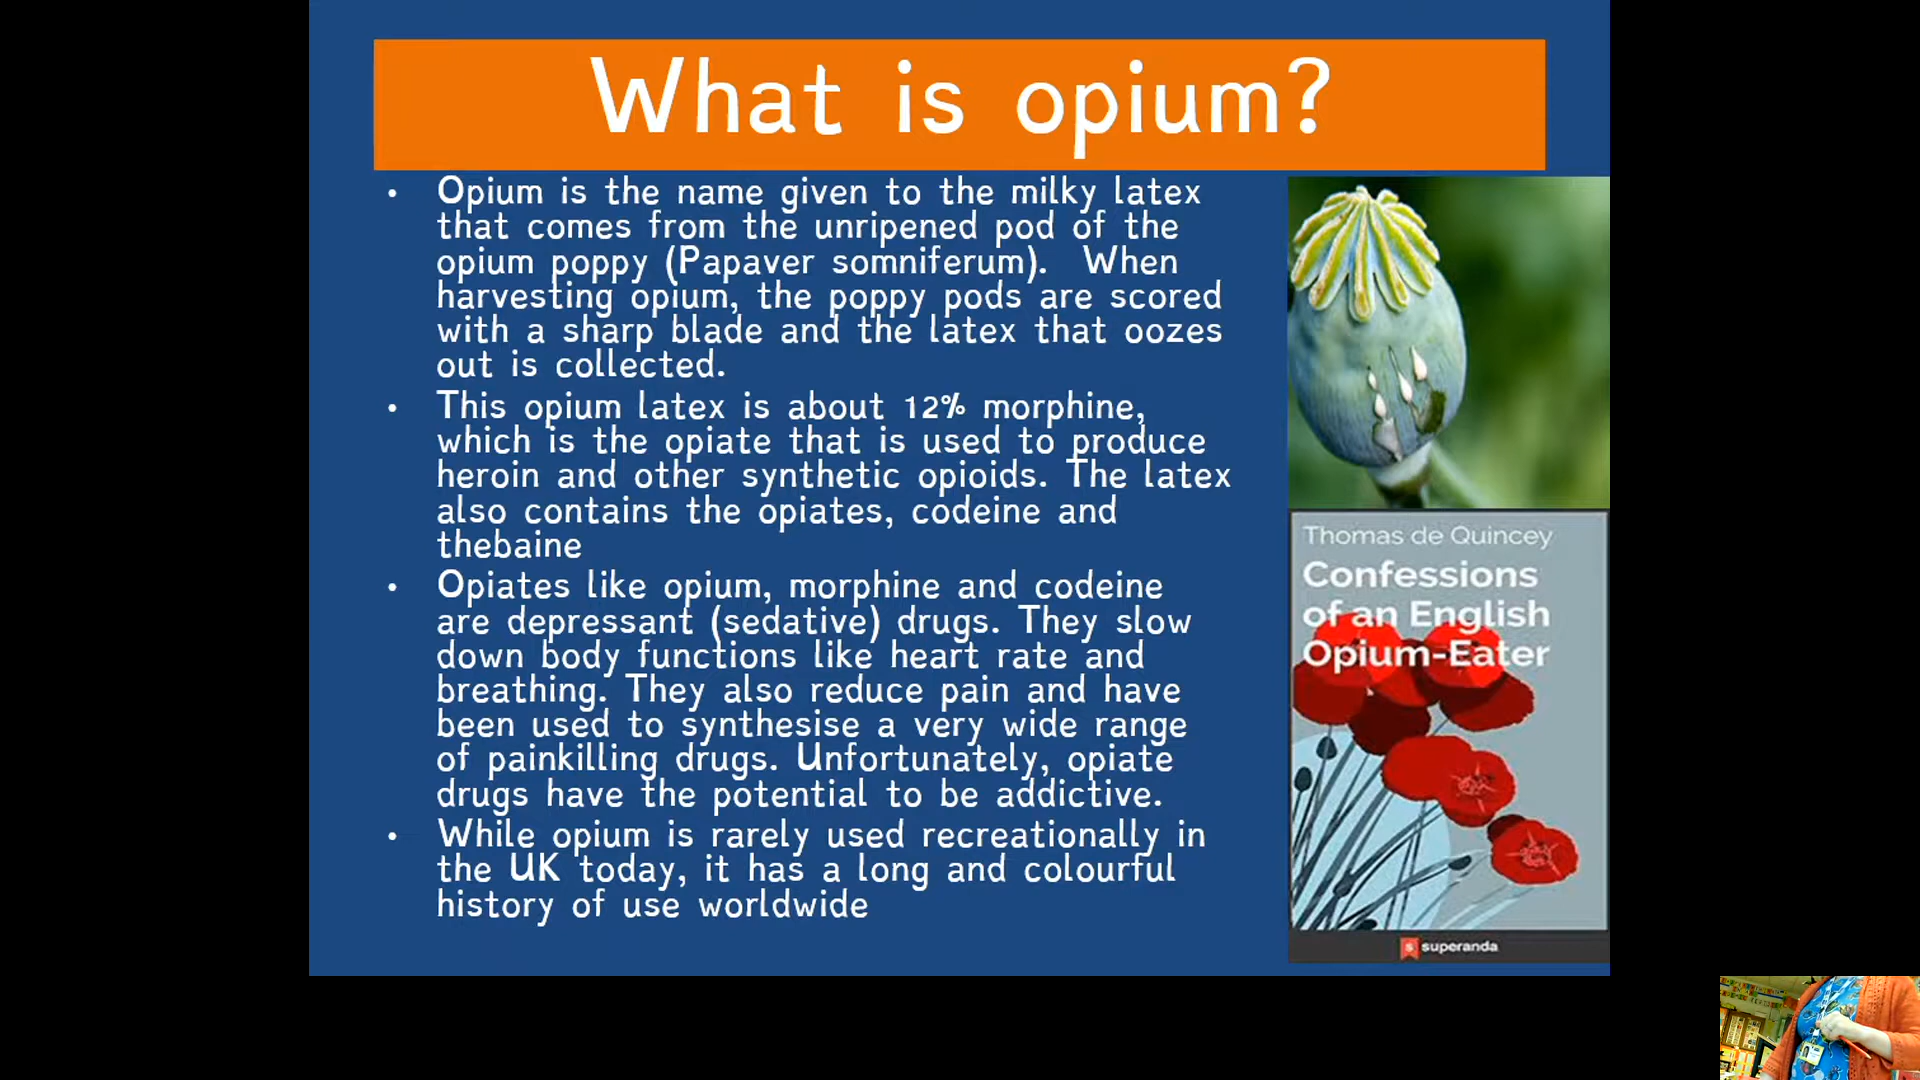 What is opium?
• Opium is the name given to the milky latex
that comes from the unripened pod of the
opium poppy (Papaver somniferum). When
harvesting opium, the poppy pods are scored
with a sharp blade and the latex that oozes
out is collected.
• This opium latex is about 12% morphine,
which is the opiate that is used to produce
heroin and other synthetic opioids. The latex
also contains the opiates, codeine and
thebaine
• Opiates like opium, morphine and codeine
are depressant (sedative) drugs. They slow
down body functions like heart rate and
breathing. They also reduce pain and have
been used to synthesise a very wide range
of painkilling drugs. Unfortunately, opiate
drugs have the potential to be addictive.
• While opium is rarely used recreationally in
the UK today, it has a long and colourful
history of use worldwide
Thomas de Quincey
Confessions
of an English
Opium-Eater
s superanda